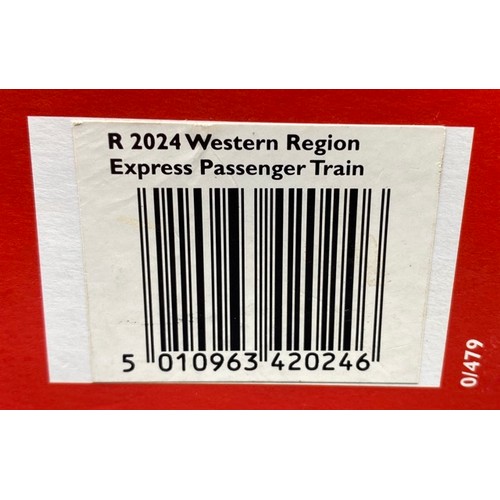 R 2024 Western Region
Express Passenger Train
5 010963 420246
0/479